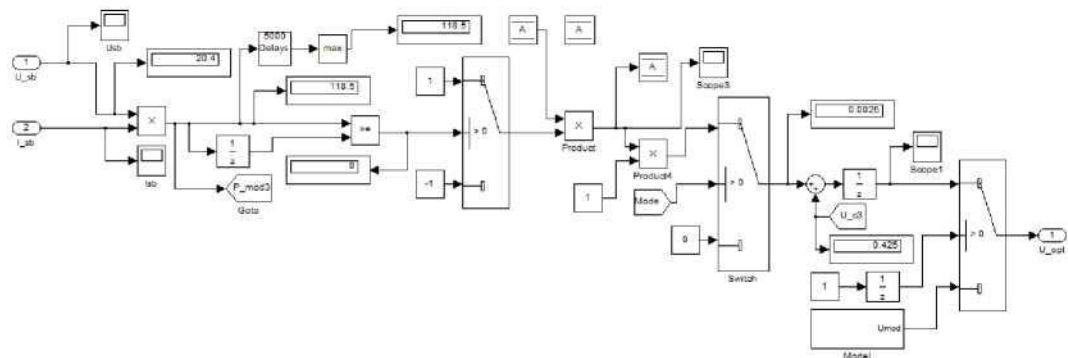 118.5
5000
Delays
max
A
A
Usb
1
U_sb
20.4
1
A
Scope3
118.5
> 0
0.0025
2
I_sb
×
>=
×
Product
1
z
Isb
P_mod3
Goto
0
-1
×
Product4
1
Mode
> 0
1
z
Scope1
U_c3
0
0.425
Switch
> 0
1
U_opt
1
1
z
Umod
Model